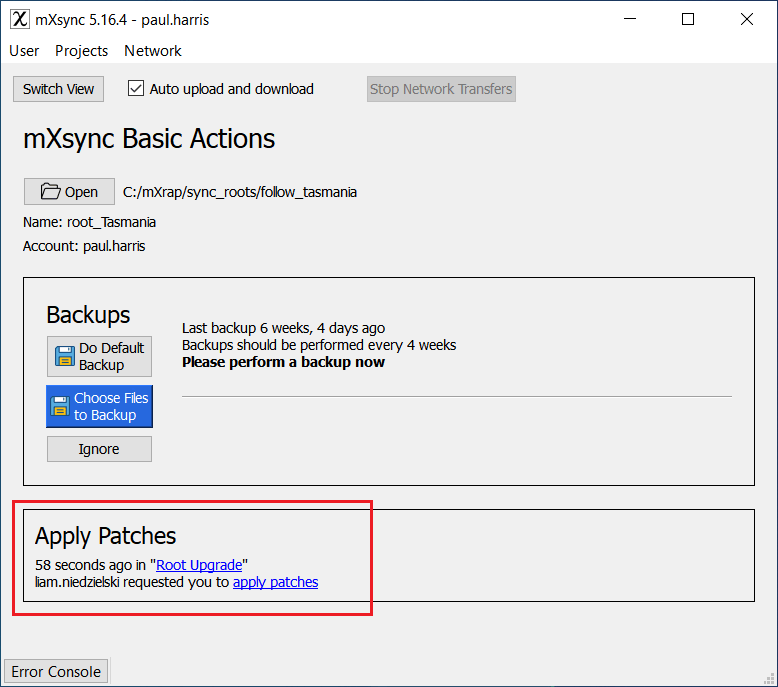 mXsync 5.16.4 - paul.harris
User Projects Network
Switch View Auto upload and download Stop Network Transfers
mXsync Basic Actions
Open C:/mXrap/sync_roots/follow_tasmania
Name: root_Tasmania
Account: paul.harris
Backups
Do Default
Backup
Choose Files
to Backup
Ignore
Last backup 6 weeks, 4 days ago
Backups should be performed every 4 weeks
Please perform a backup now
Apply Patches
58 seconds ago in "Root Upgrade"
liam.niedzielski requested you to apply patches
Error Console